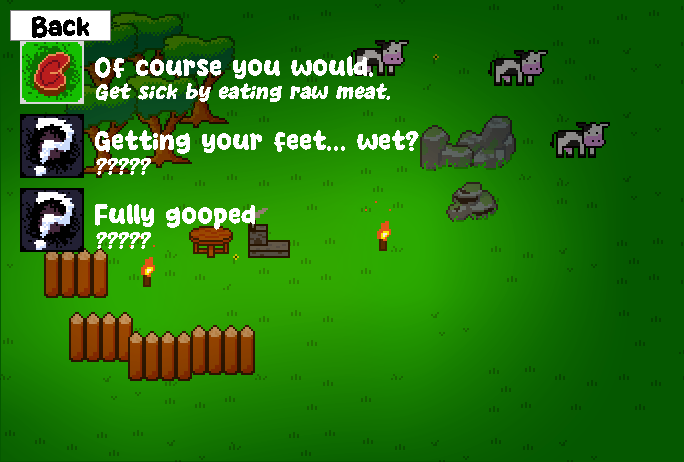 Back
Of course you would.
Get sick by eating raw meat.
Getting your feet... wet?
?????
Fully gooped
?????